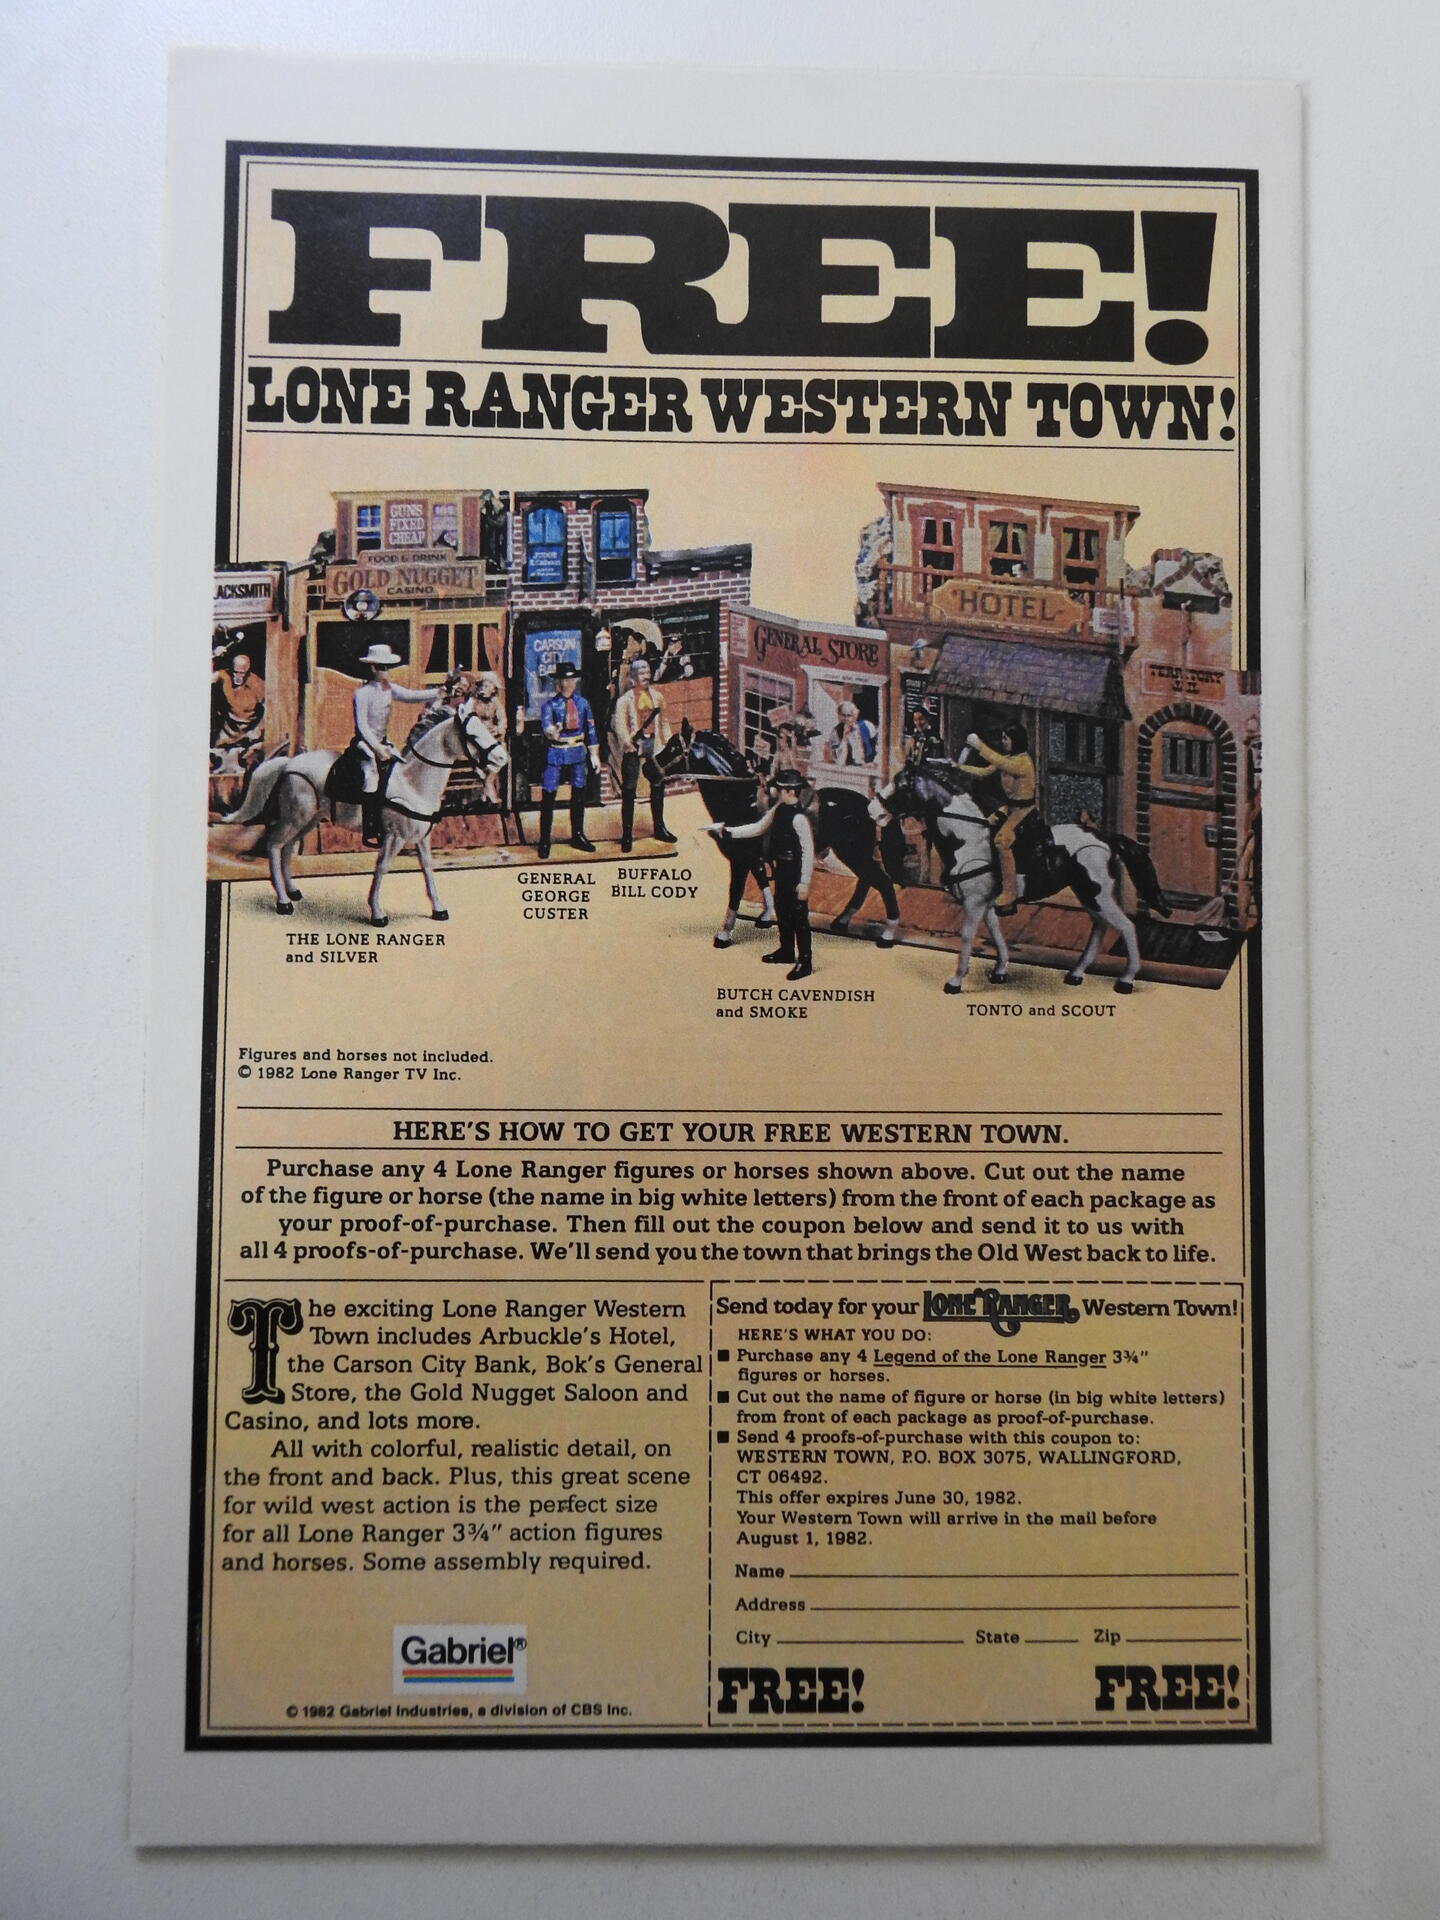 FREE!
LONE RANGER WESTERN TOWN!
GUNS
FIXED
CHEAP
FOOD & DRINK
GOLD NUGGET
CASINO
ACKSMITH
CARSON
CITY
BA
GENERAL STORE
HOTEL
TERRITORY
JAIL
GENERAL
GEORGE
CUSTER
BUFFALO
BILL CODY
THE LONE RANGER
and SILVER
BUTCH CAVENDISH
and SMOKE
TONTO and SCOUT
Figures and horses not included.
© 1982 Lone Ranger TV Inc.
HERE'S HOW TO GET YOUR FREE WESTERN TOWN.
Purchase any 4 Lone Ranger figures or horses shown above. Cut out the name
of the figure or horse (the name in big white letters) from the front of each package as
your proof-of-purchase. Then fill out the coupon below and send it to us with
all 4 proofs-of-purchase. We'll send you the town that brings the Old West back to life.
The exciting Lone Ranger Western
Town includes Arbuckle's Hotel,
the Carson City Bank, Bok's General
Store, the Gold Nugget Saloon and
Casino, and lots more.
All with colorful, realistic detail, on
the front and back. Plus, this great scene
for wild west action is the perfect size
for all Lone Ranger 3¾" action figures
and horses. Some assembly required.
Gabriel®
© 1982 Gabriel Industries, a division of CBS Inc.
Send today for your LONE RANGER Western Town!
HERE'S WHAT YOU DO:
■ Purchase any 4 Legend of the Lone Ranger 3¾"
figures or horses.
■ Cut out the name of figure or horse (in big white letters)
from front of each package as proof-of-purchase.
■ Send 4 proofs-of-purchase with this coupon to:
WESTERN TOWN, P.O. BOX 3075, WALLINGFORD,
CT 06492.
This offer expires June 30, 1982.
Your Western Town will arrive in the mail before
August 1, 1982.
Name
Address
City State Zip
FREE! FREE!